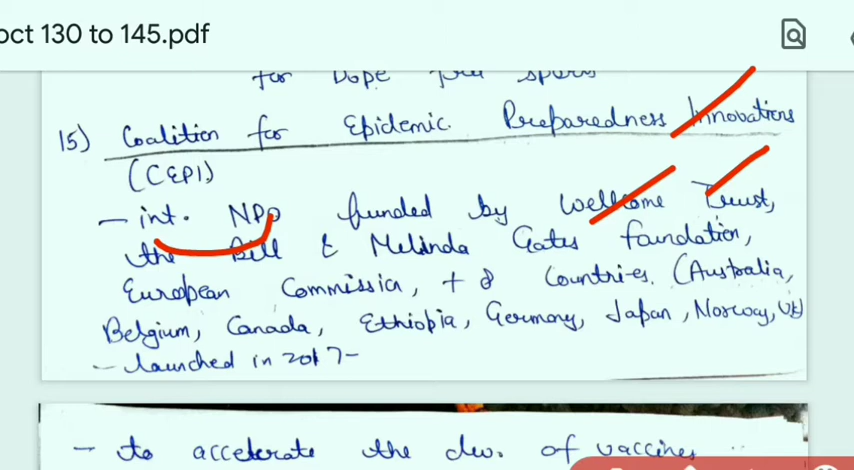 oct 130 to 145.pdf
for Dope free sports
15) Coalition for Epidemic Preparedness Innovations
(CEPI)
- int. NPO funded by Wellcome Trust,
the Bill & Melinda Gates foundation,
European Commission, + 8 Countries. (Australia,
Belgium, Canada, Ethiopia, Germany, Japan, Norway, UK)
- launched in 2017-
- to accelerate the dev. of vaccines